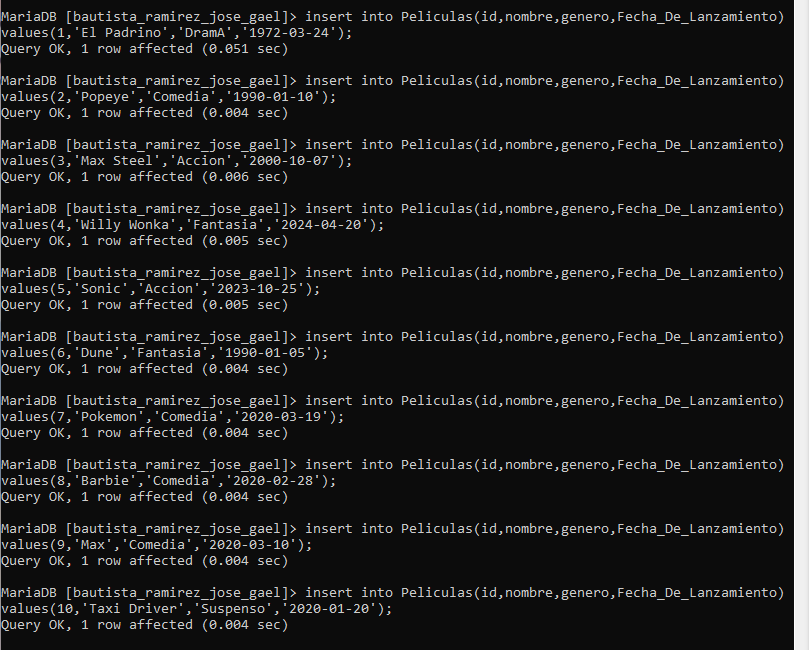 MariaDB [bautista_ramirez_jose_gael]> insert into Peliculas(id,nombre,genero,Fecha_De_Lanzamiento)
values(1,'El Padrino','DramA','1972-03-24');
Query OK, 1 row affected (0.051 sec)
MariaDB [bautista_ramirez_jose_gael]> insert into Peliculas(id,nombre,genero,Fecha_De_Lanzamiento)
values(2,'Popeye','Comedia','1990-01-10');
Query OK, 1 row affected (0.004 sec)
MariaDB [bautista_ramirez_jose_gael]> insert into Peliculas(id,nombre,genero,Fecha_De_Lanzamiento)
values(3,'Max Steel','Accion','2000-10-07');
Query OK, 1 row affected (0.006 sec)
MariaDB [bautista_ramirez_jose_gael]> insert into Peliculas(id,nombre,genero,Fecha_De_Lanzamiento)
values(4,'Willy Wonka','Fantasia','2024-04-20');
Query OK, 1 row affected (0.005 sec)
MariaDB [bautista_ramirez_jose_gael]> insert into Peliculas(id,nombre,genero,Fecha_De_Lanzamiento)
values(5,'Sonic','Accion','2023-10-25');
Query OK, 1 row affected (0.005 sec)
MariaDB [bautista_ramirez_jose_gael]> insert into Peliculas(id,nombre,genero,Fecha_De_Lanzamiento)
values(6,'Dune','Fantasia','1990-01-05');
Query OK, 1 row affected (0.004 sec)
MariaDB [bautista_ramirez_jose_gael]> insert into Peliculas(id,nombre,genero,Fecha_De_Lanzamiento)
values(7,'Pokemon','Comedia','2020-03-19');
Query OK, 1 row affected (0.004 sec)
MariaDB [bautista_ramirez_jose_gael]> insert into Peliculas(id,nombre,genero,Fecha_De_Lanzamiento)
values(8,'Barbie','Comedia','2020-02-28');
Query OK, 1 row affected (0.004 sec)
MariaDB [bautista_ramirez_jose_gael]> insert into Peliculas(id,nombre,genero,Fecha_De_Lanzamiento)
values(9,'Max','Comedia','2020-03-10');
Query OK, 1 row affected (0.004 sec)
MariaDB [bautista_ramirez_jose_gael]> insert into Peliculas(id,nombre,genero,Fecha_De_Lanzamiento)
values(10,'Taxi Driver','Suspenso','2020-01-20');
Query OK, 1 row affected (0.004 sec)